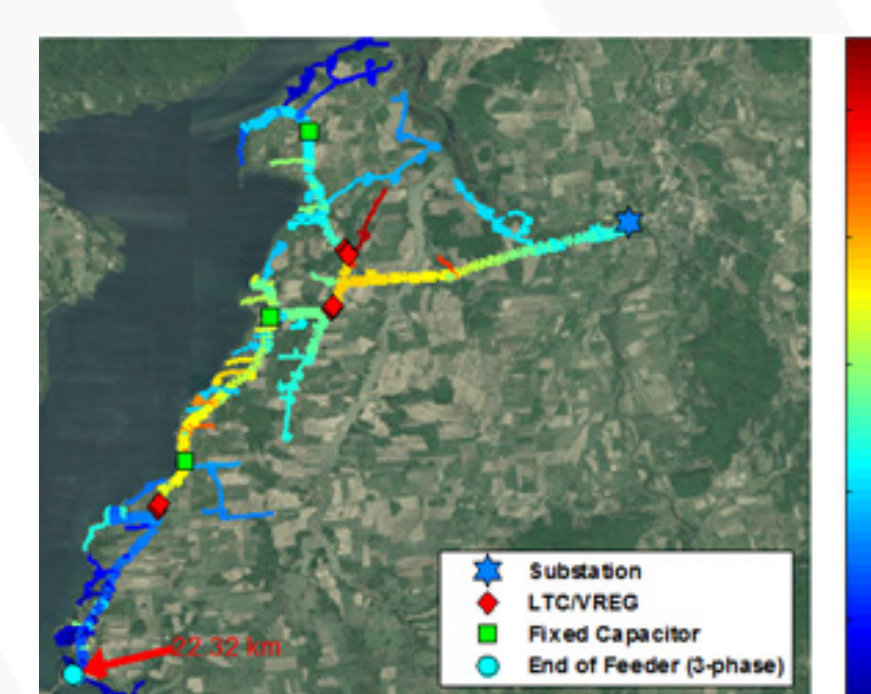 22.32 km
Substation
LTC/VREG
Fixed Capacitor
End of Feeder (3-phase)